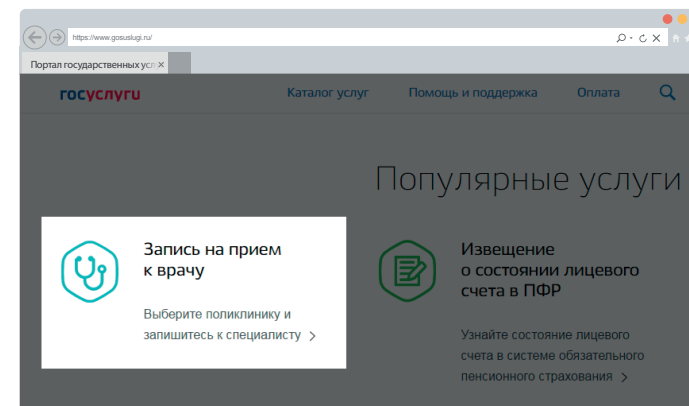 https://www.gosuslugi.ru/
Портал государственных усл
госуслуги
Каталог услуг
Помощь и поддержка
Оплата
Популярные услуги
Запись на прием
к врачу
Выберите поликлинику и
запишитесь к специалисту
Извещение
о состоянии лицевого
счета в ПФР
Узнайте состояние лицевого
счета в системе обязательного
пенсионного страхования